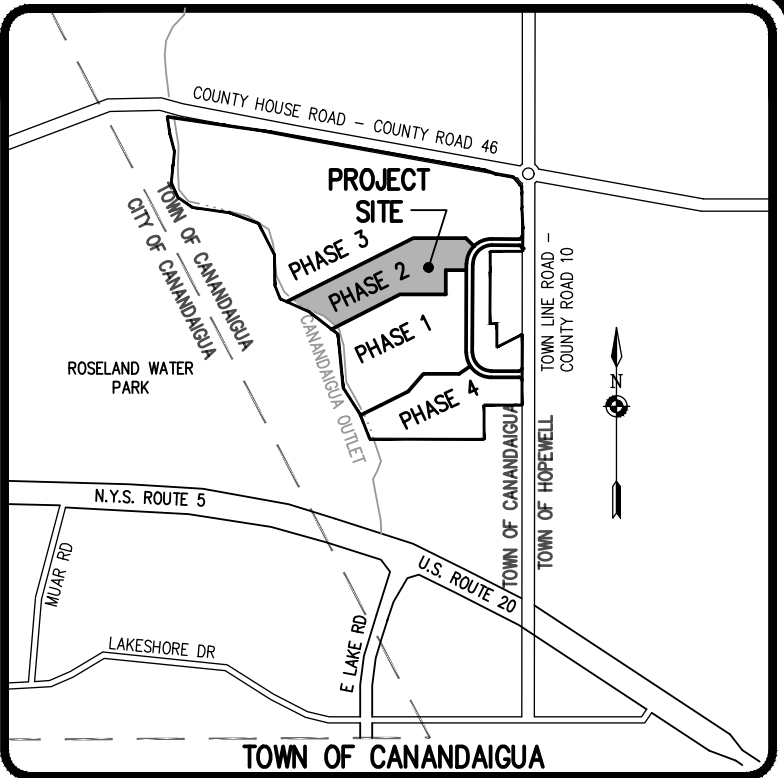 COUNTY HOUSE ROAD - COUNTY ROAD 46
PROJECT
SITE
TOWN OF CANANDAIGUA
CITY OF CANANDAIGUA
PHASE 3
PHASE 2
PHASE 1
PHASE 4
TOWN LINE ROAD -
COUNTY ROAD 10
CANANDAIGUA OUTLET
ROSELAND WATER
PARK
N
TOWN OF CANANDAIGUA
TOWN OF HOPEWELL
N.Y.S. ROUTE 5
U.S. ROUTE 20
MUAR RD
LAKESHORE DR
E LAKE RD
TOWN OF CANANDAIGUA